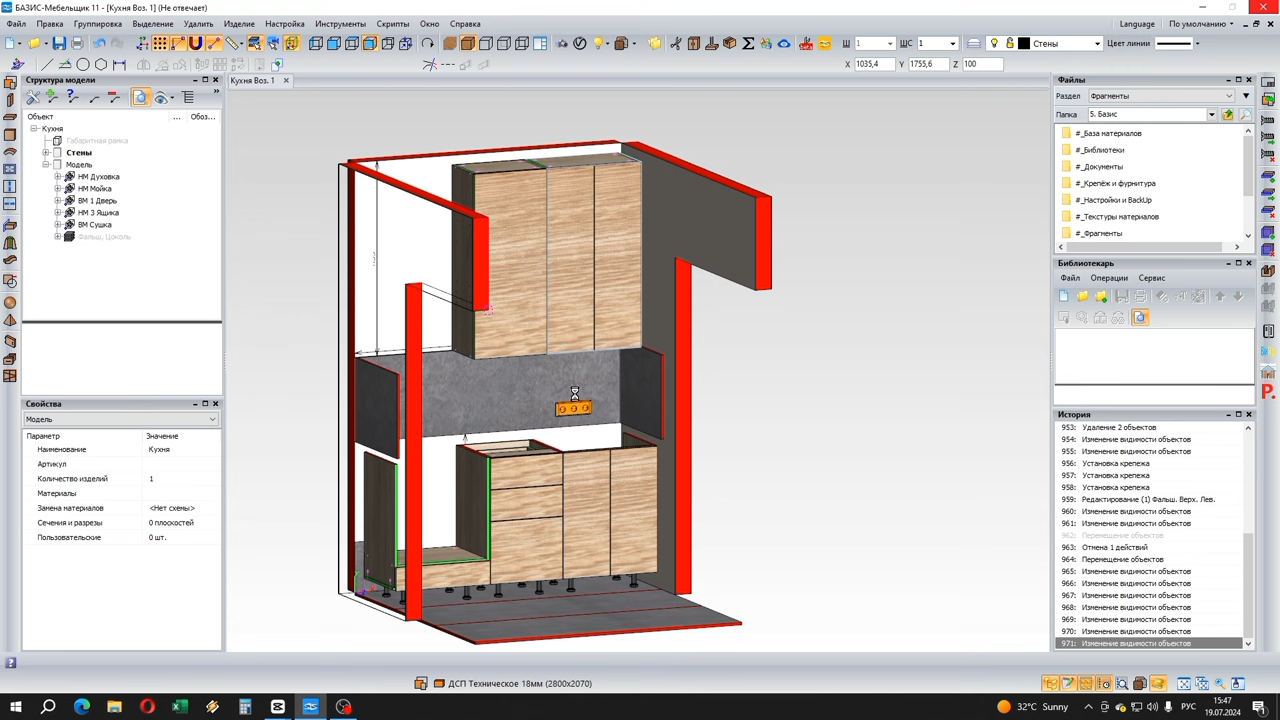 БАЗИС-Мебельщик 11 - [Кухня Воз. 1] (Не отвечает)
Файл Правка Группировка Выделение Удалить Изделие Настройка Инструменты Скрипты Окно Справка
Language По умолчанию
Ш 1 ШС 1 Стены Цвет линии
X 1035,4 Y 1755,6 Z 100
Структура модели
Объект ... Обоз...
Кухня
Габаритная рамка
Стены
Модель
НМ Духовка
НМ Мойка
ВМ 1 Дверь
НМ 3 Ящика
ВМ Сушка
Фальш, Цоколь
Свойства
Модель
Параметр Значение
Наименование Кухня
Артикул
Количество изделий 1
Материалы
Замена материалов <Нет схемы>
Сечения и разрезы 0 плоскостей
Пользовательские 0 шт.
Кухня Воз. 1
Файлы
Раздел Фрагменты
Папка 5. Базис
#_База материалов
#_Библиотеки
#_Документы
#_Крепёж и фурнитура
#_Настройки и BackUp
#_Текстуры материалов
#_Фрагменты
Библиотекарь
Файл Операции Сервис
История
953: Удаление 2 объектов
954: Изменение видимости объектов
955: Изменение видимости объектов
956: Установка крепежа
957: Установка крепежа
958: Установка крепежа
959: Редактирование (1) Фальш. Верх. Лев.
960: Изменение видимости объектов
961: Изменение видимости объектов
962: Перемещение объектов
963: Отмена 1 действий
964: Перемещение объектов
965: Изменение видимости объектов
966: Изменение видимости объектов
967: Изменение видимости объектов
968: Изменение видимости объектов
969: Изменение видимости объектов
970: Изменение видимости объектов
971: Изменение видимости объектов
ДСП Техническое 18мм (2800x2070)
32°C Sunny
РУС
15:47
19.07.2024